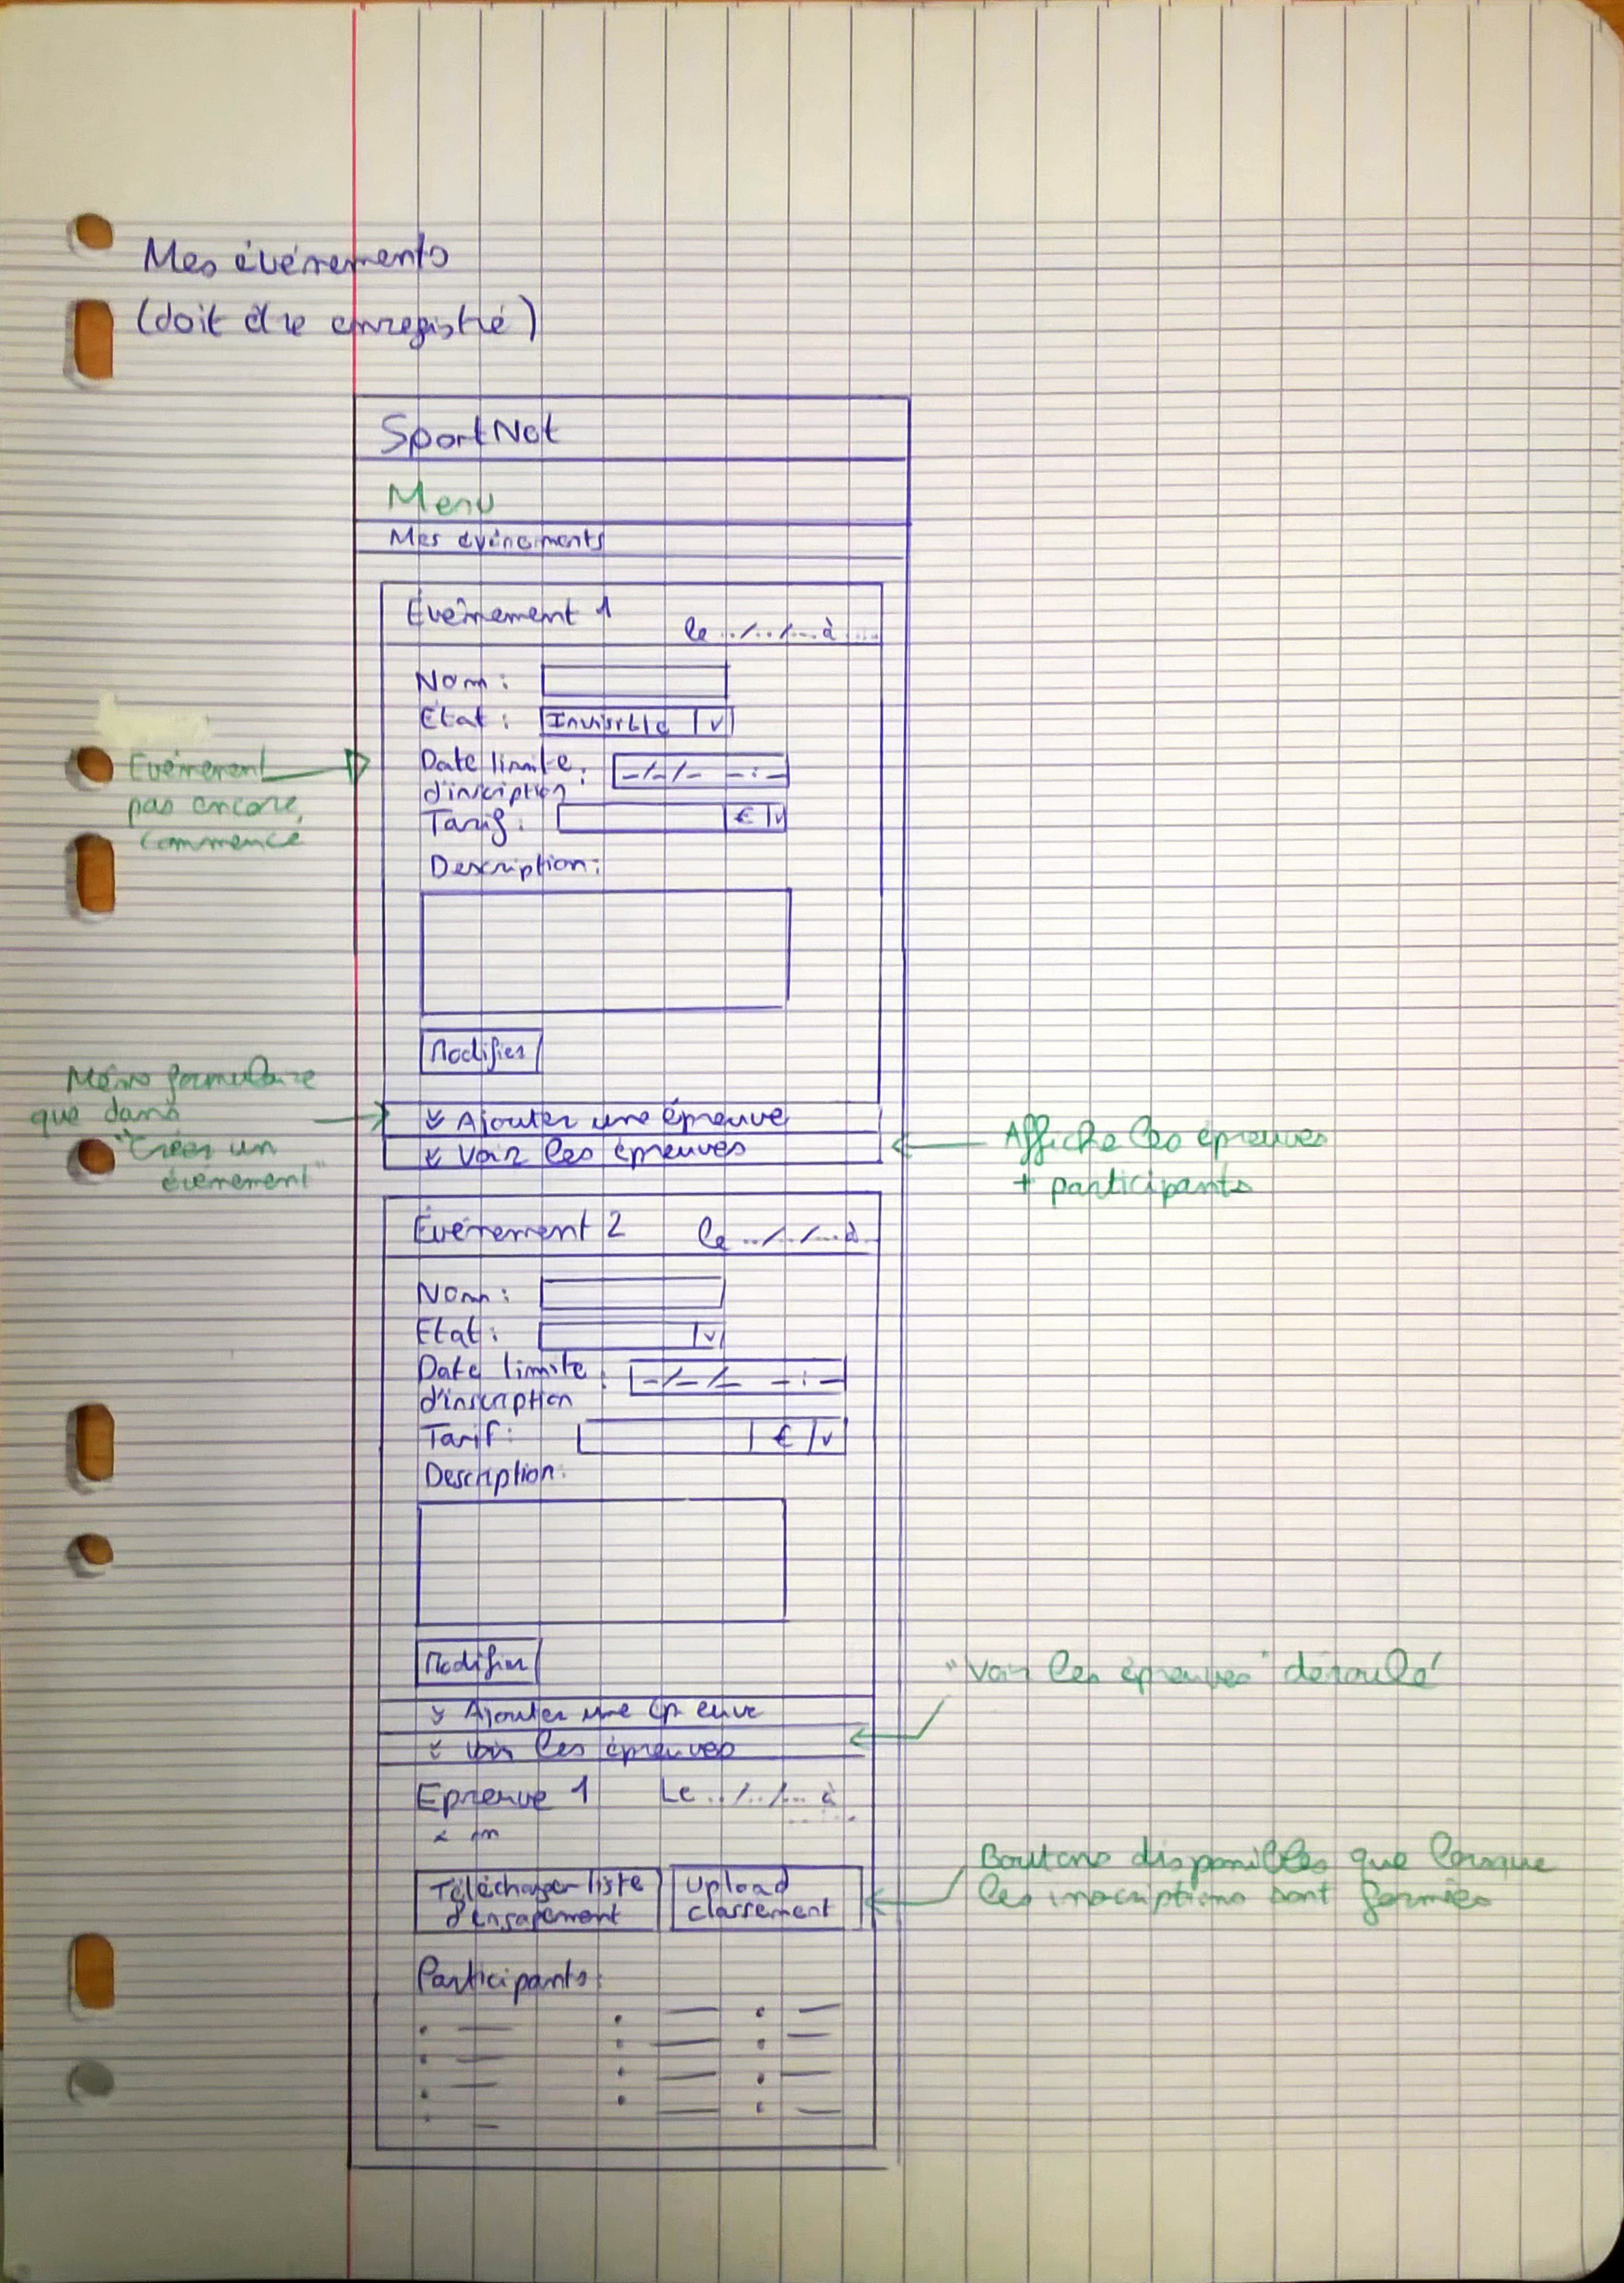 Mes événements
(doit être enregistré)
SportNet
Menu
Mes événements
Évènement 1
le ../../... à ....
Nom :
Etat : Invisible v
Date limite :
d'inscription
_/_/_ _:_
Tarif : € v
Description :
Modifier
v Ajouter une épreuve
v Voir les épreuves
Evénement
pas encore
commencé
Même formulaire
que dans
"Créer un
événement"
Affiche les épreuves
+ participants
Événement 2
le ../../... à ..
Nom :
Etat : v
Date limite :
d'inscription
_/_/_ _:_
Tarif : € v
Description :
Modifier
v Ajouter une épreuve
v Voir les épreuves
"Voir les épreuves" déroulé
Epreuve 1 Le ../../... à ....
x m
Télécharger liste
d'engagement
Upload
classement
Boutons disponibles que lorsque
les inscriptions sont fermées
Participants :